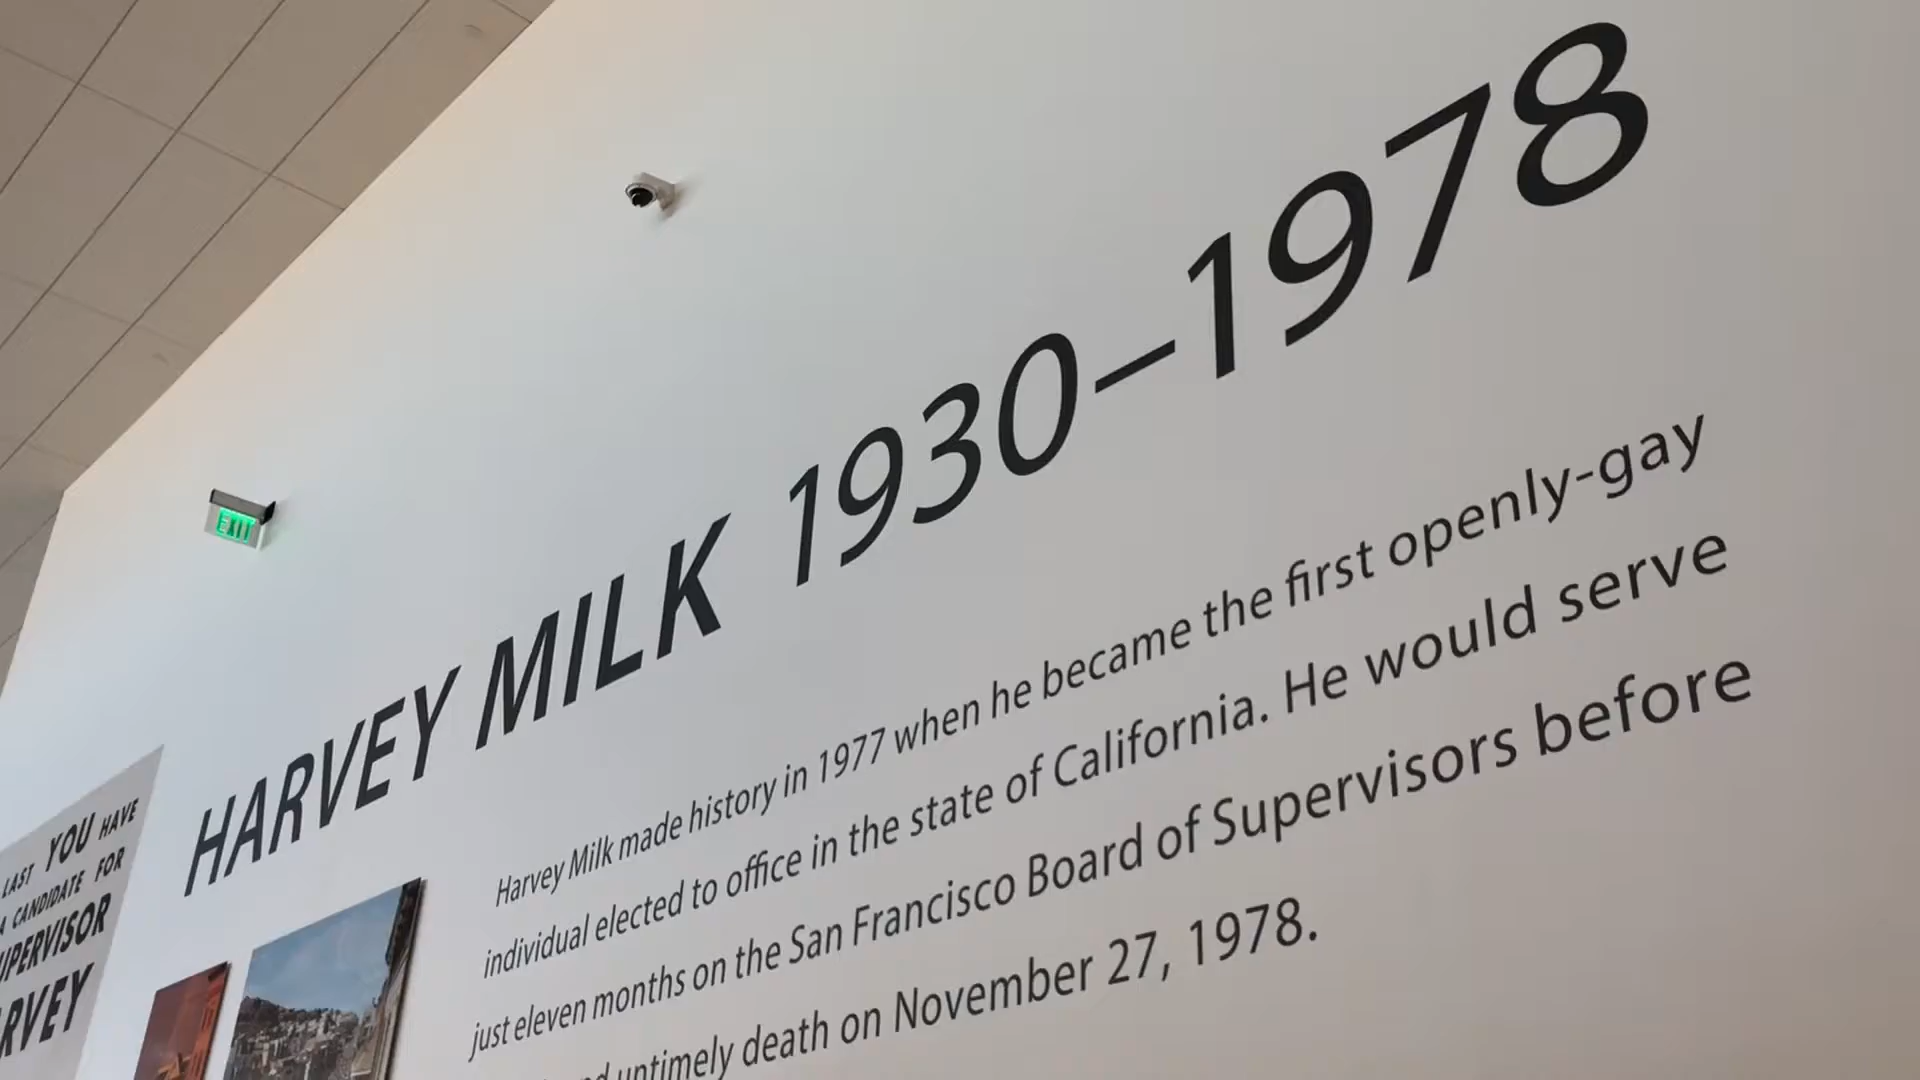 HARVEY MILK 1930–1978
Harvey Milk made history in 1977 when he became the first openly-gay
individual elected to office in the state of California. He would serve
just eleven months on the San Francisco Board of Supervisors before
untimely death on November 27, 1978.
EXIT
LAST YOU HAVE
A CANDIDATE FOR
SUPERVISOR
HARVEY